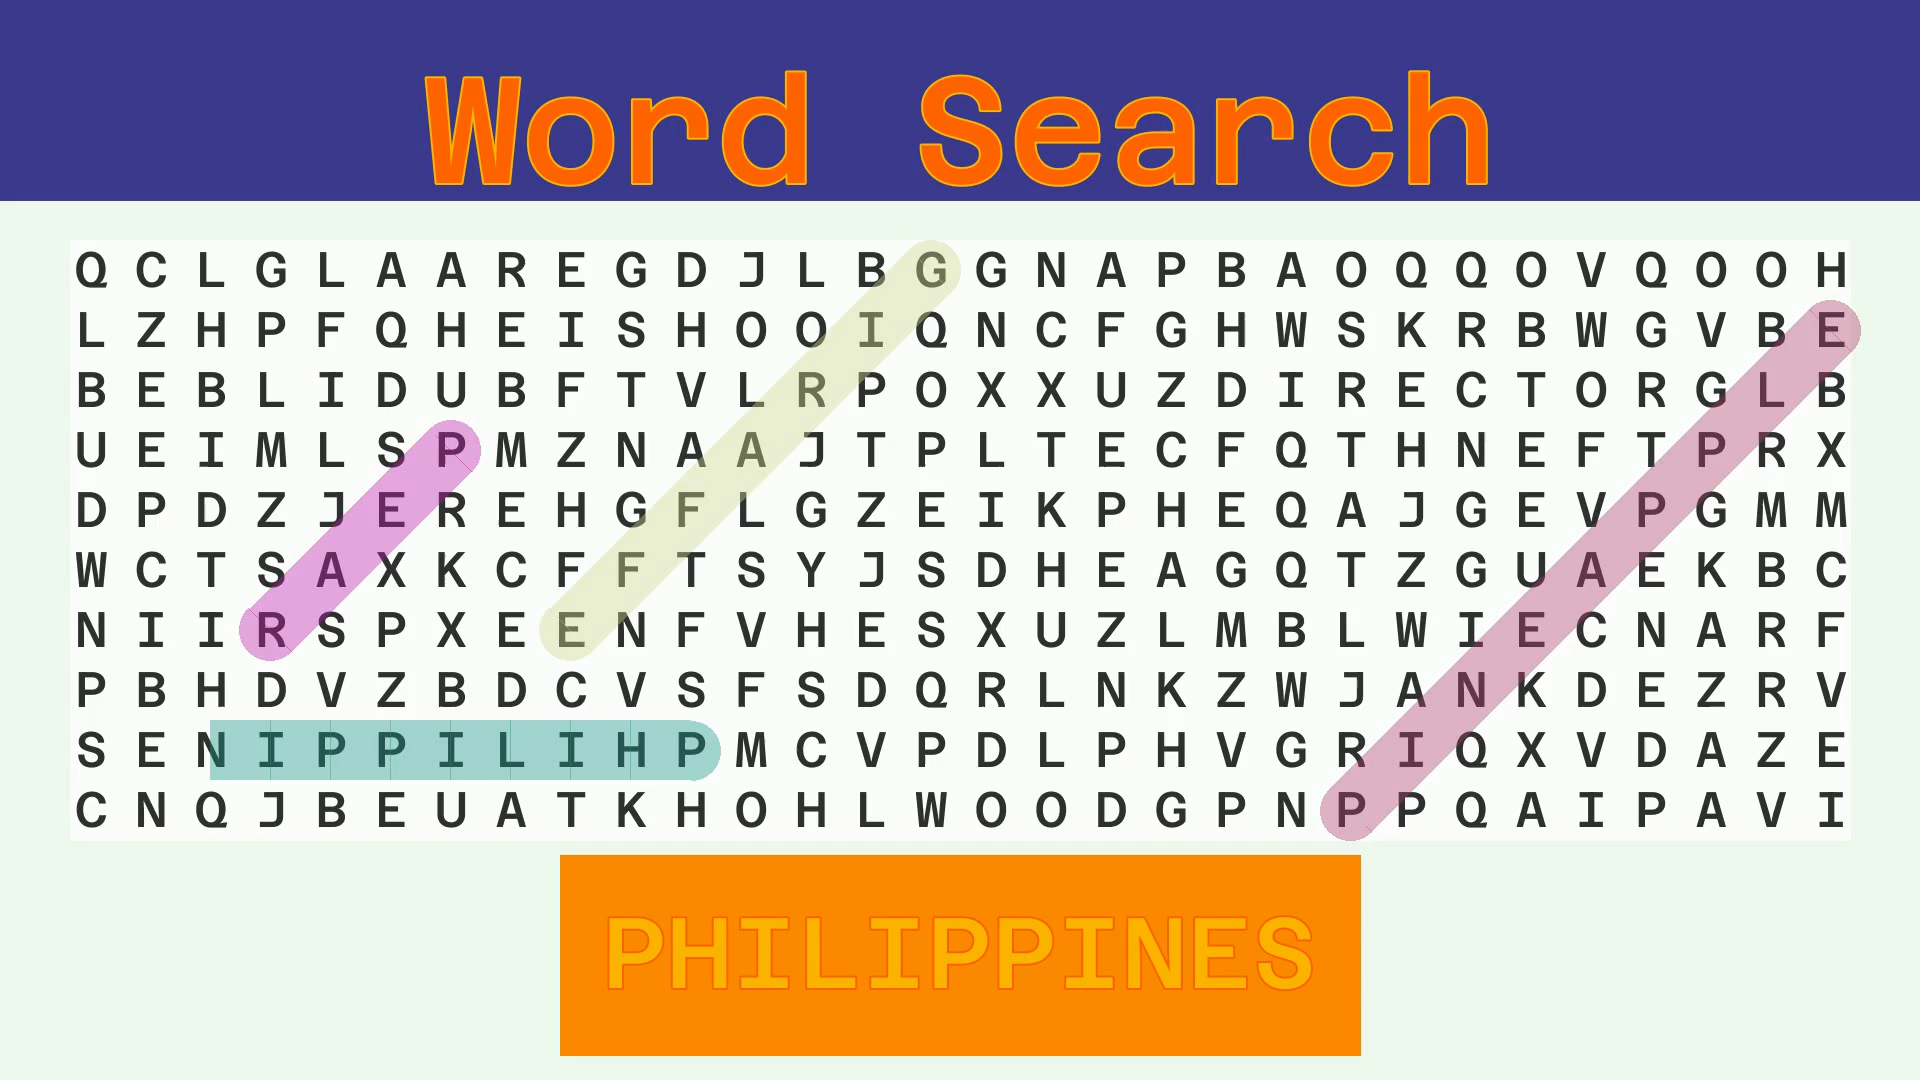 Word Search
Q C L G L A A R E G D J L B G G N A P B A O Q Q O V Q O O H
L Z H P F Q H E I S H O O I Q N C F G H W S K R B W G V B E
B E B L I D U B F T V L R P O X X U Z D I R E C T O R G L B
U E I M L S P M Z N A A J T P L T E C F Q T H N E F T P R X
D P D Z J E R E H G F L G Z E I K P H E Q A J G E V P G M M
W C T S A X K C F F T S Y J S D H E A G Q T Z G U A E K B C
N I I R S P X E E N F V H E S X U Z L M B L W I E C N A R F
P B H D V Z B D C V S F S D Q R L N K Z W J A N K D E Z R V
S E N I P P I L I H P M C V P D L P H V G R I Q X V D A Z E
C N Q J B E U A T K H O H L W O O D G P N P P Q A I P A V I
PHILIPPINES